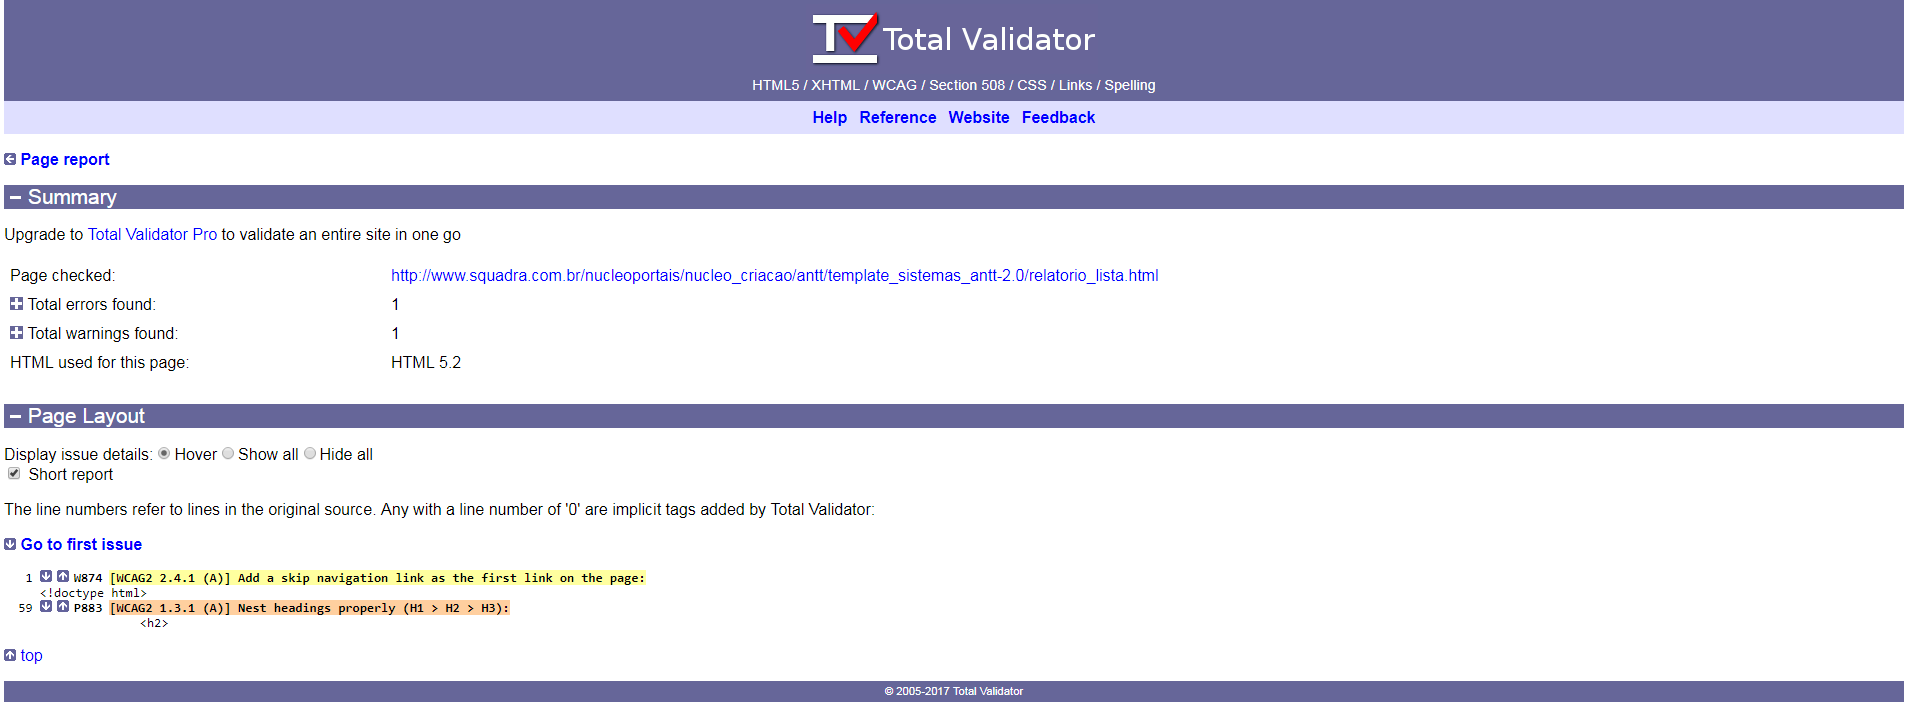 Total Validator
HTML5 / XHTML / WCAG / Section 508 / CSS / Links / Spelling
Help Reference Website Feedback
Page report
Summary
Upgrade to Total Validator Pro to validate an entire site in one go
Page checked: http://www.squadra.com.br/nucleoportais/nucleo_criacao/antt/template_sistemas_antt-2.0/relatorio_lista.html
Total errors found: 1
Total warnings found: 1
HTML used for this page: HTML 5.2
Page Layout
Display issue details: Hover Show all Hide all
Short report
The line numbers refer to lines in the original source. Any with a line number of '0' are implicit tags added by Total Validator:
Go to first issue
1 W874 [WCAG2 2.4.1 (A)] Add a skip navigation link as the first link on the page:
<!doctype html>
59 P883 [WCAG2 1.3.1 (A)] Nest headings properly (H1 > H2 > H3):
<h2>
top
© 2005-2017 Total Validator